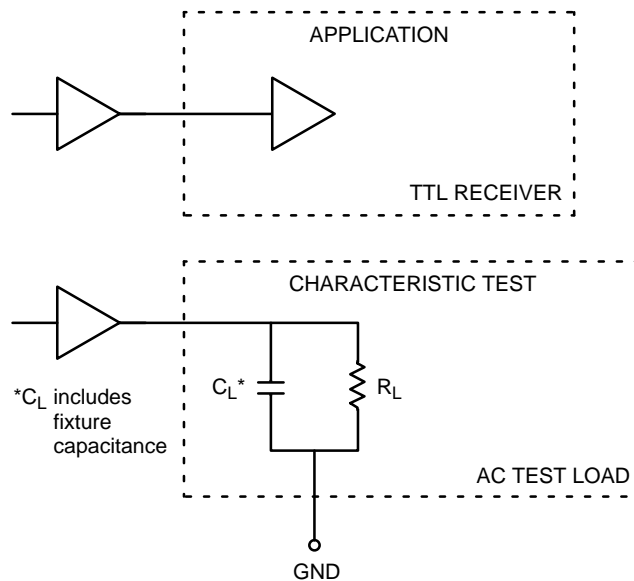 APPLICATION
TTL RECEIVER
CHARACTERISTIC TEST
*CL includes
fixture
capacitance
CL*
RL
AC TEST LOAD
GND